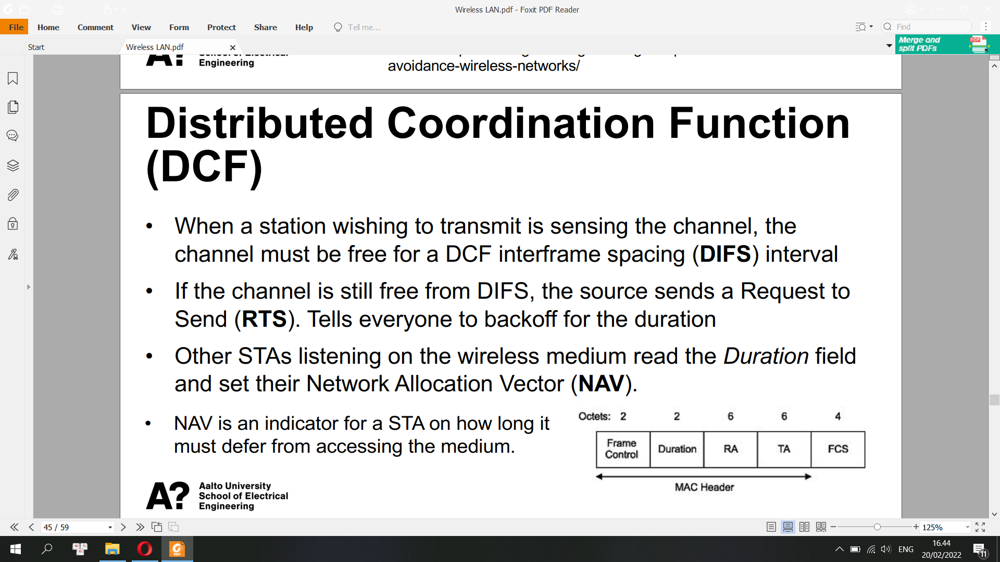 Wireless LAN.pdf - Foxit PDF Reader
File Home Comment View Form Protect Share Help Tell me... Find
Start Wireless LAN.pdf Merge and
split PDFs
PDF
Engineering
avoidance-wireless-networks/
Distributed Coordination Function
(DCF)
• When a station wishing to transmit is sensing the channel, the
channel must be free for a DCF interframe spacing (DIFS) interval
• If the channel is still free from DIFS, the source sends a Request to
Send (RTS). Tells everyone to backoff for the duration
• Other STAs listening on the wireless medium read the Duration field
and set their Network Allocation Vector (NAV).
• NAV is an indicator for a STA on how long it
must defer from accessing the medium.
Octets: 2 2 6 6 4
Frame
Control Duration RA TA FCS
MAC Header
A? Aalto University
School of Electrical
Engineering
45 / 59 125%
PDF ENG 16.44
20/02/2022 11